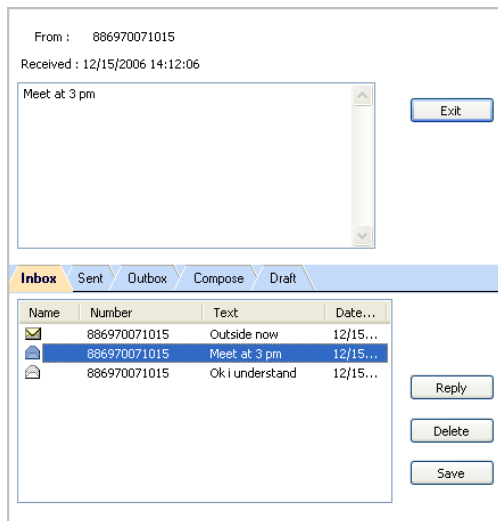 From : 886970071015
Received : 12/15/2006 14:12:06
Meet at 3 pm
Exit
Inbox Sent Outbox Compose Draft
Name Number Text Date...
886970071015 Outside now 12/15...
886970071015 Meet at 3 pm 12/15...
886970071015 Ok i understand 12/15...
Reply
Delete
Save